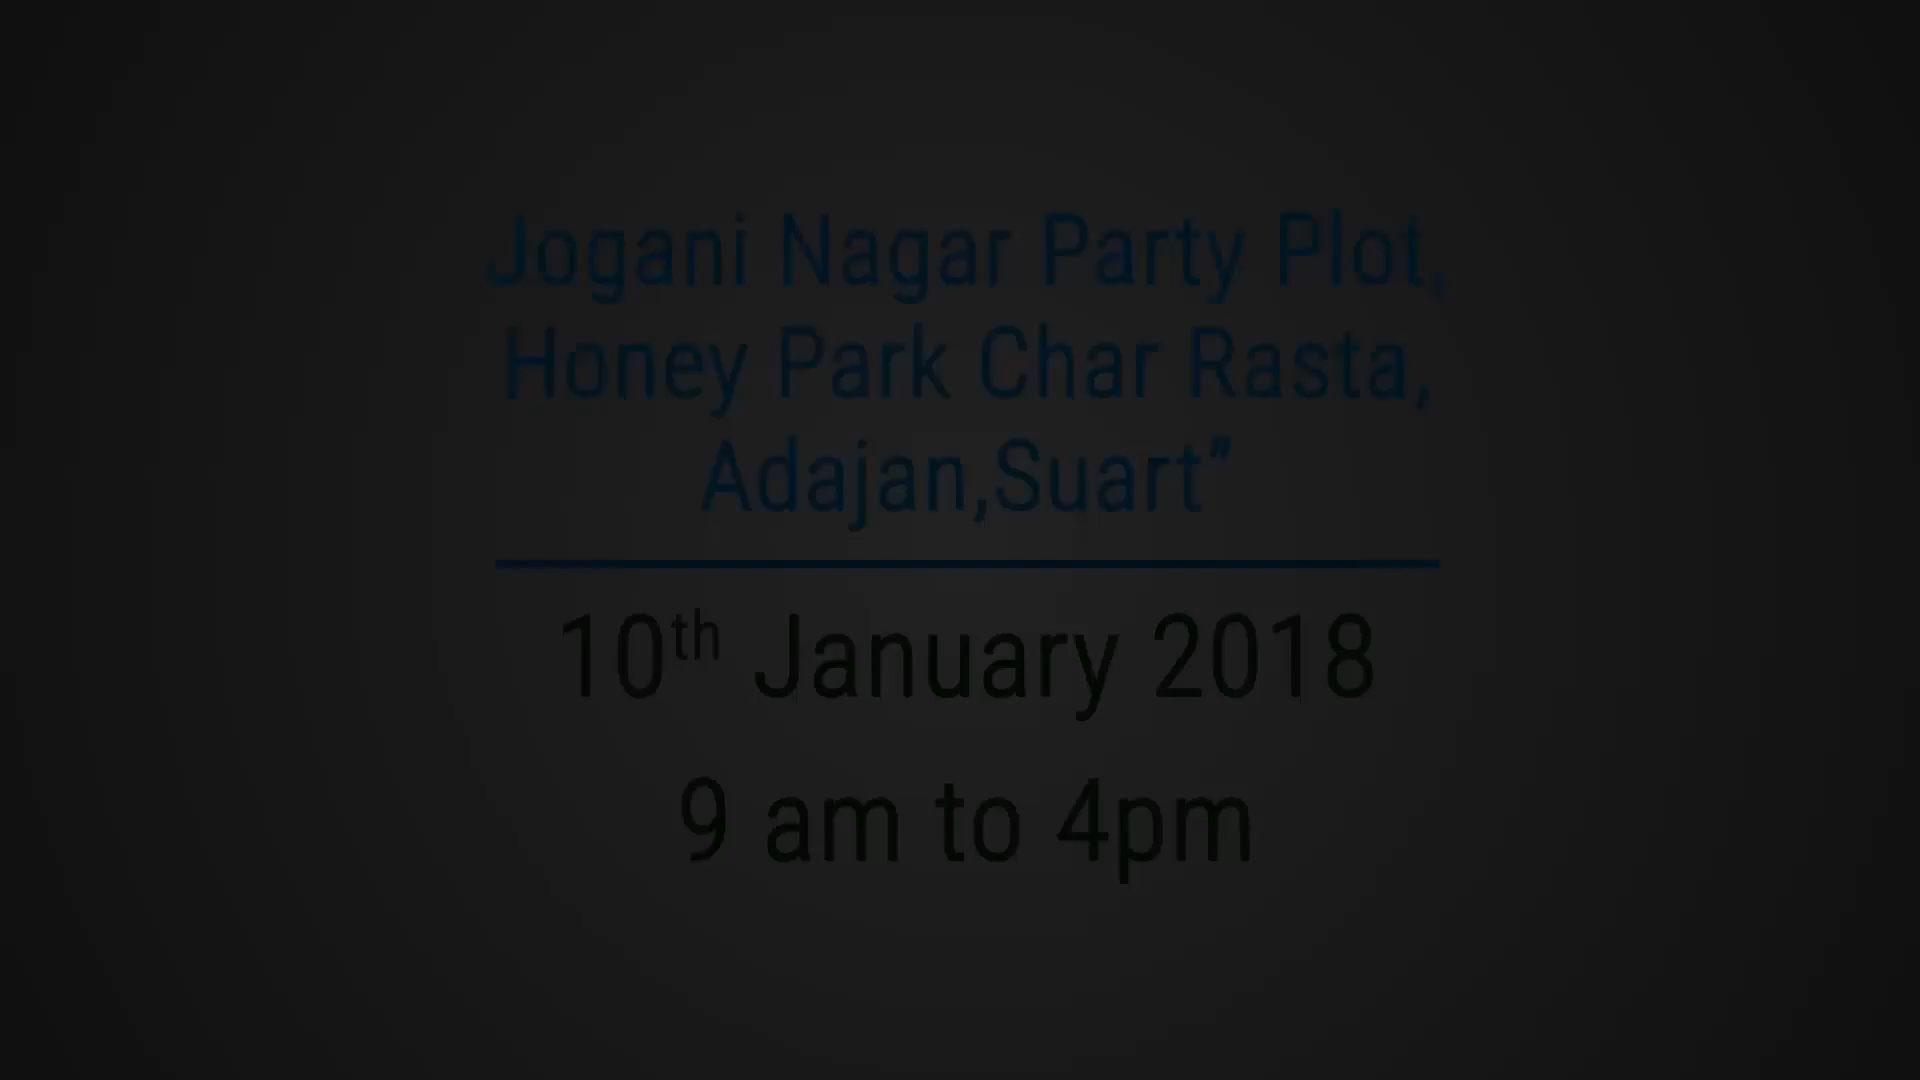 Jogani Nagar Party Plot,
Honey Park Char Rasta,
Adajan,Suart”
10th January 2018
9 am to 4pm